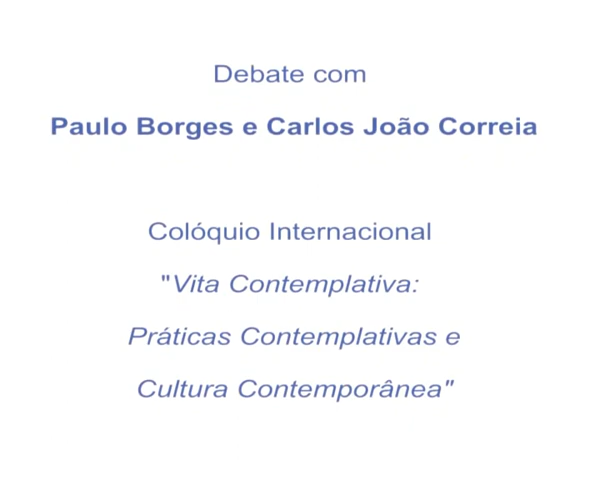 Debate com
Paulo Borges e Carlos João Correia
Colóquio Internacional
"Vita Contemplativa:
Práticas Contemplativas e
Cultura Contemporânea"